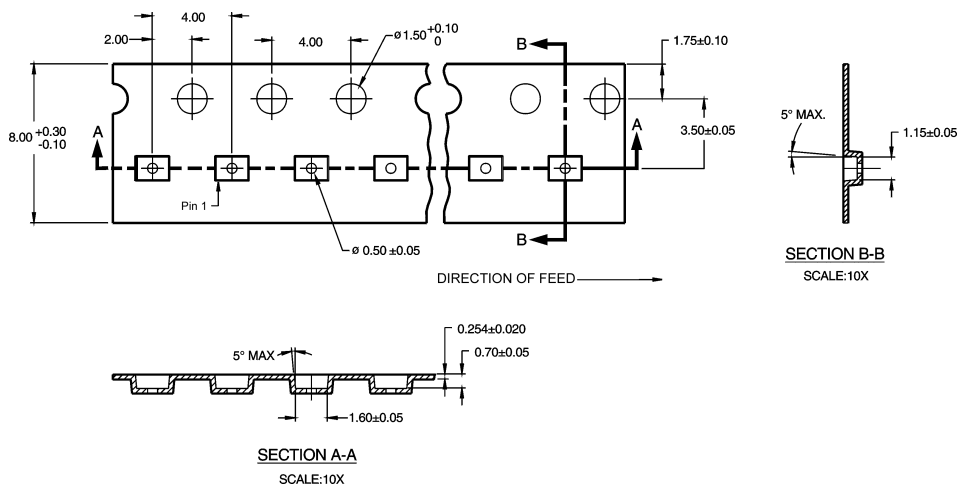 4.00
2.00
4.00
ø1.50 +0.10
0
B
1.75±0.10
8.00 +0.30
-0.10
A
A
3.50±0.05
5° MAX.
1.15±0.05
Pin 1
ø 0.50 ±0.05
B
SECTION B-B
SCALE:10X
DIRECTION OF FEED
0.254±0.020
5° MAX
0.70±0.05
1.60±0.05
SECTION A-A
SCALE:10X